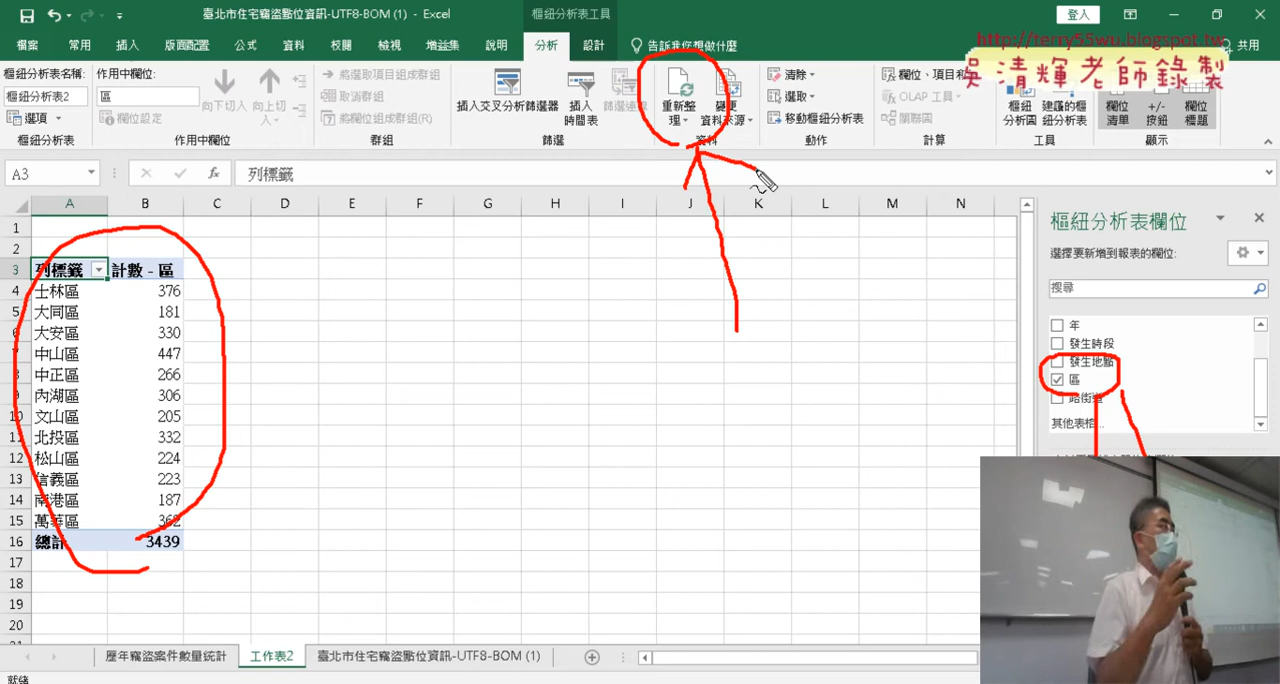 臺北市住宅竊盜點位資訊-UTF8-BOM (1) - Excel
樞紐分析表工具
登入
檔案 常用 插入 版面配置 公式 資料 校閱 檢視 增益集 說明 分析 設計 告訴我您想做什麼 共用
http://terry55wu.blogspot.tw
吳清輝老師錄製
樞紐分析表名稱:
樞紐分析表2
選項
樞紐分析表
作用中欄位:
區
欄位設定
向下切入
向上切入
作用中欄位
將選取項目組成群組
取消群組
將欄位組成群組(R)
群組
插入交叉分析篩選器
插入時間表
篩選
重新整理
變更資料來源
資料
清除
選取
移動樞紐分析表
動作
欄位、項目和
OLAP 工具
關聯圖
計算
樞紐分析圖
建議的樞紐分析表
工具
欄位清單
+/- 按鈕
欄位標題
顯示
A3
fx
列標籤
A B C D E F G H I J K L M N
1
2
3 列標籤 計數 - 區
4 士林區 376
5 大同區 181
6 大安區 330
7 中山區 447
8 中正區 266
9 內湖區 306
10 文山區 205
11 北投區 332
12 松山區 224
13 信義區 223
14 南港區 187
15 萬華區 362
16 總計 3439
17
18
19
20
樞紐分析表欄位
選擇要新增到報表的欄位:
搜尋
年
發生時段
發生地點
區
路街道
其他表格...
歷年竊盜案件數量統計 工作表2 臺北市住宅竊盜點位資訊-UTF8-BOM (1)
就緒